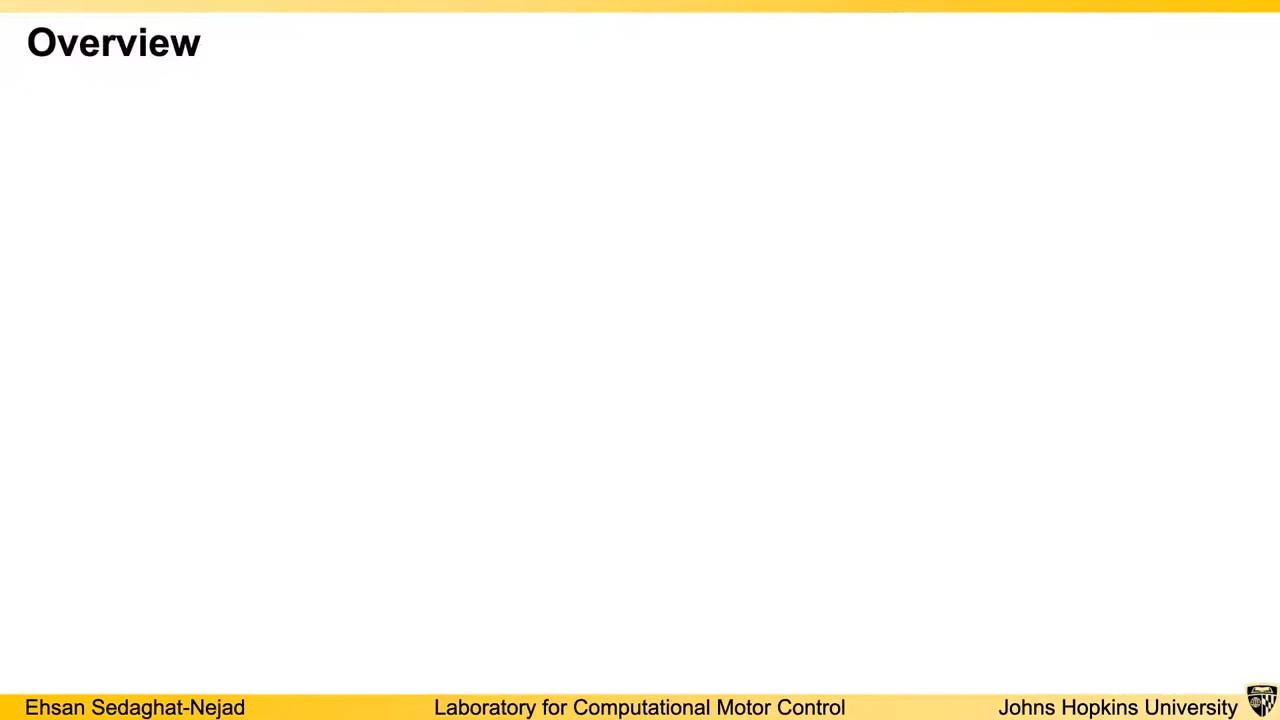 Overview
Ehsan Sedaghat-Nejad
Laboratory for Computational Motor Control
Johns Hopkins University